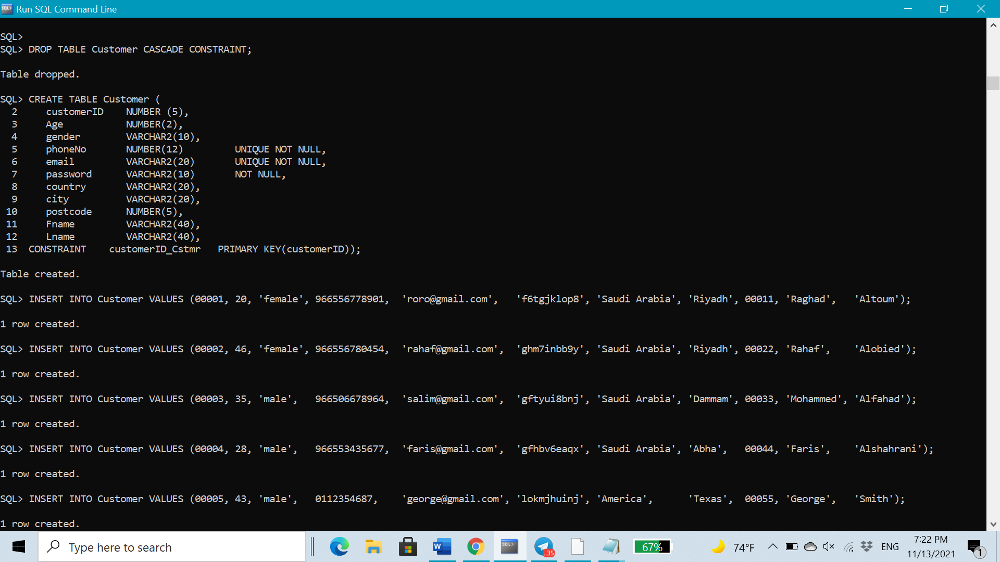 Run SQL Command Line
SQL>
SQL> DROP TABLE Customer CASCADE CONSTRAINT;
Table dropped.
SQL> CREATE TABLE Customer (
2 customerID NUMBER (5),
3 Age NUMBER(2),
4 gender VARCHAR2(10),
5 phoneNo NUMBER(12) UNIQUE NOT NULL,
6 email VARCHAR2(20) UNIQUE NOT NULL,
7 password VARCHAR2(10) NOT NULL,
8 country VARCHAR2(20),
9 city VARCHAR2(20),
10 postcode NUMBER(5),
11 Fname VARCHAR2(40),
12 Lname VARCHAR2(40),
13 CONSTRAINT customerID_Cstmr PRIMARY KEY(customerID));
Table created.
SQL> INSERT INTO Customer VALUES (00001, 20, 'female', 966556778901, 'roro@gmail.com', 'f6tgjklop8', 'Saudi Arabia', 'Riyadh', 00011, 'Raghad', 'Altoum');
1 row created.
SQL> INSERT INTO Customer VALUES (00002, 46, 'female', 966556780454, 'rahaf@gmail.com', 'ghm7inbb9y', 'Saudi Arabia', 'Riyadh', 00022, 'Rahaf', 'Alobied');
1 row created.
SQL> INSERT INTO Customer VALUES (00003, 35, 'male', 966506678964, 'salim@gmail.com', 'gftyui8bnj', 'Saudi Arabia', 'Dammam', 00033, 'Mohammed', 'Alfahad');
1 row created.
SQL> INSERT INTO Customer VALUES (00004, 28, 'male', 966553435677, 'faris@gmail.com', 'gfhbv6eaqx', 'Saudi Arabia', 'Abha', 00044, 'Faris', 'Alshahrani');
1 row created.
SQL> INSERT INTO Customer VALUES (00005, 43, 'male', 0112354687, 'george@gmail.com', 'lokmjhuinj', 'America', 'Texas', 00055, 'George', 'Smith');
1 row created.
Type here to search
W
SQL>
..35
67%
74°F
ENG
7:22 PM
11/13/2021
1